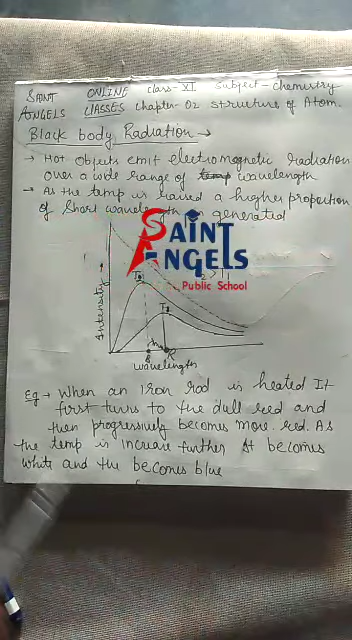 SAINT ONLINE class-XI Subject-chemistry
ANGELS CLASSES chapter-02 structure of Atom.
Black body Radiation →
→ Hot objects emit electromagnetic radiation
over a wide range of temp wavelength
→ As the temp is raised a higher proportion
of short wavelength generated
SAINT
ANGELS
Public School
Intensity →
wavelength
Eg → When an Iron rod is heated It
first turns to the dull red and
then progressively becomes more red. As
the temp is increase further It becomes
white and the becomes blue